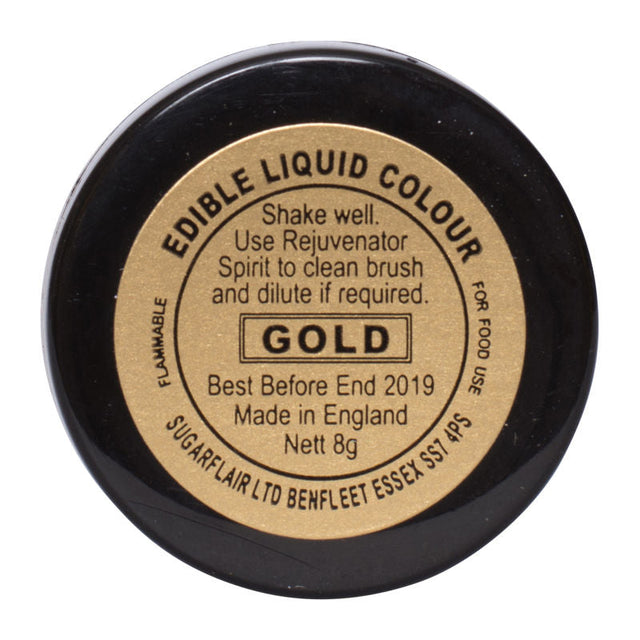 EDIBLE LIQUID COLOUR
Shake well.
Use Rejuvenator
Spirit to clean brush
and dilute if required.
GOLD
Best Before End 2019
Made in England
Nett 8g
FLAMMABLE
FOR FOOD USE
SUGARFLAIR LTD BENFLEET ESSEX SS7 4PS